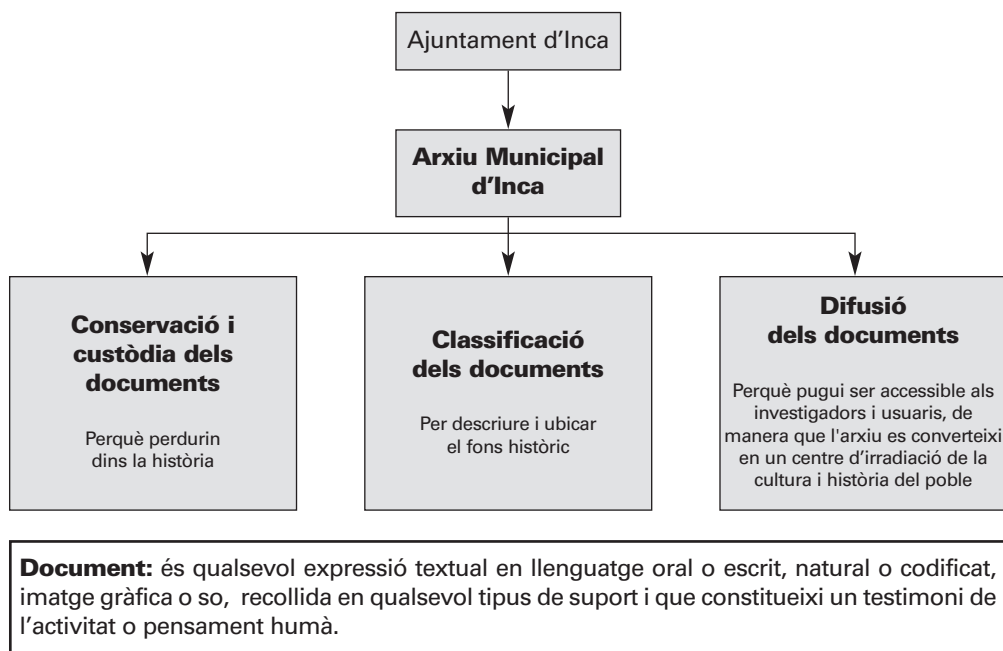 Ajuntament d’Inca
Arxiu Municipal
d’Inca
Conservació i
custòdia dels
documents
Perquè perdurin
dins la història
Classificació
dels documents
Per descriure i ubicar
el fons històric
Difusió
dels documents
Perquè pugui ser accessible als
investigadors i usuaris, de
manera que l'arxiu es converteixi
en un centre d’irradiació de la
cultura i història del poble
Document: és qualsevol expressió textual en llenguatge oral o escrit, natural o codificat,
imatge gràfica o so, recollida en qualsevol tipus de suport i que constitueixi un testimoni de
l’activitat o pensament humà.